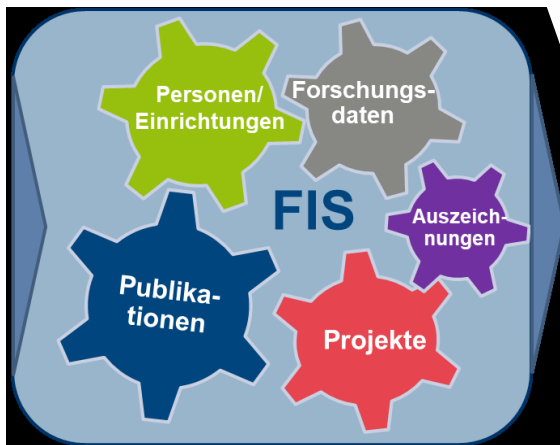 Personen/
Einrichtungen
Forschungs-
daten
FIS
Auszeich-
nungen
Publika-
tionen
Projekte